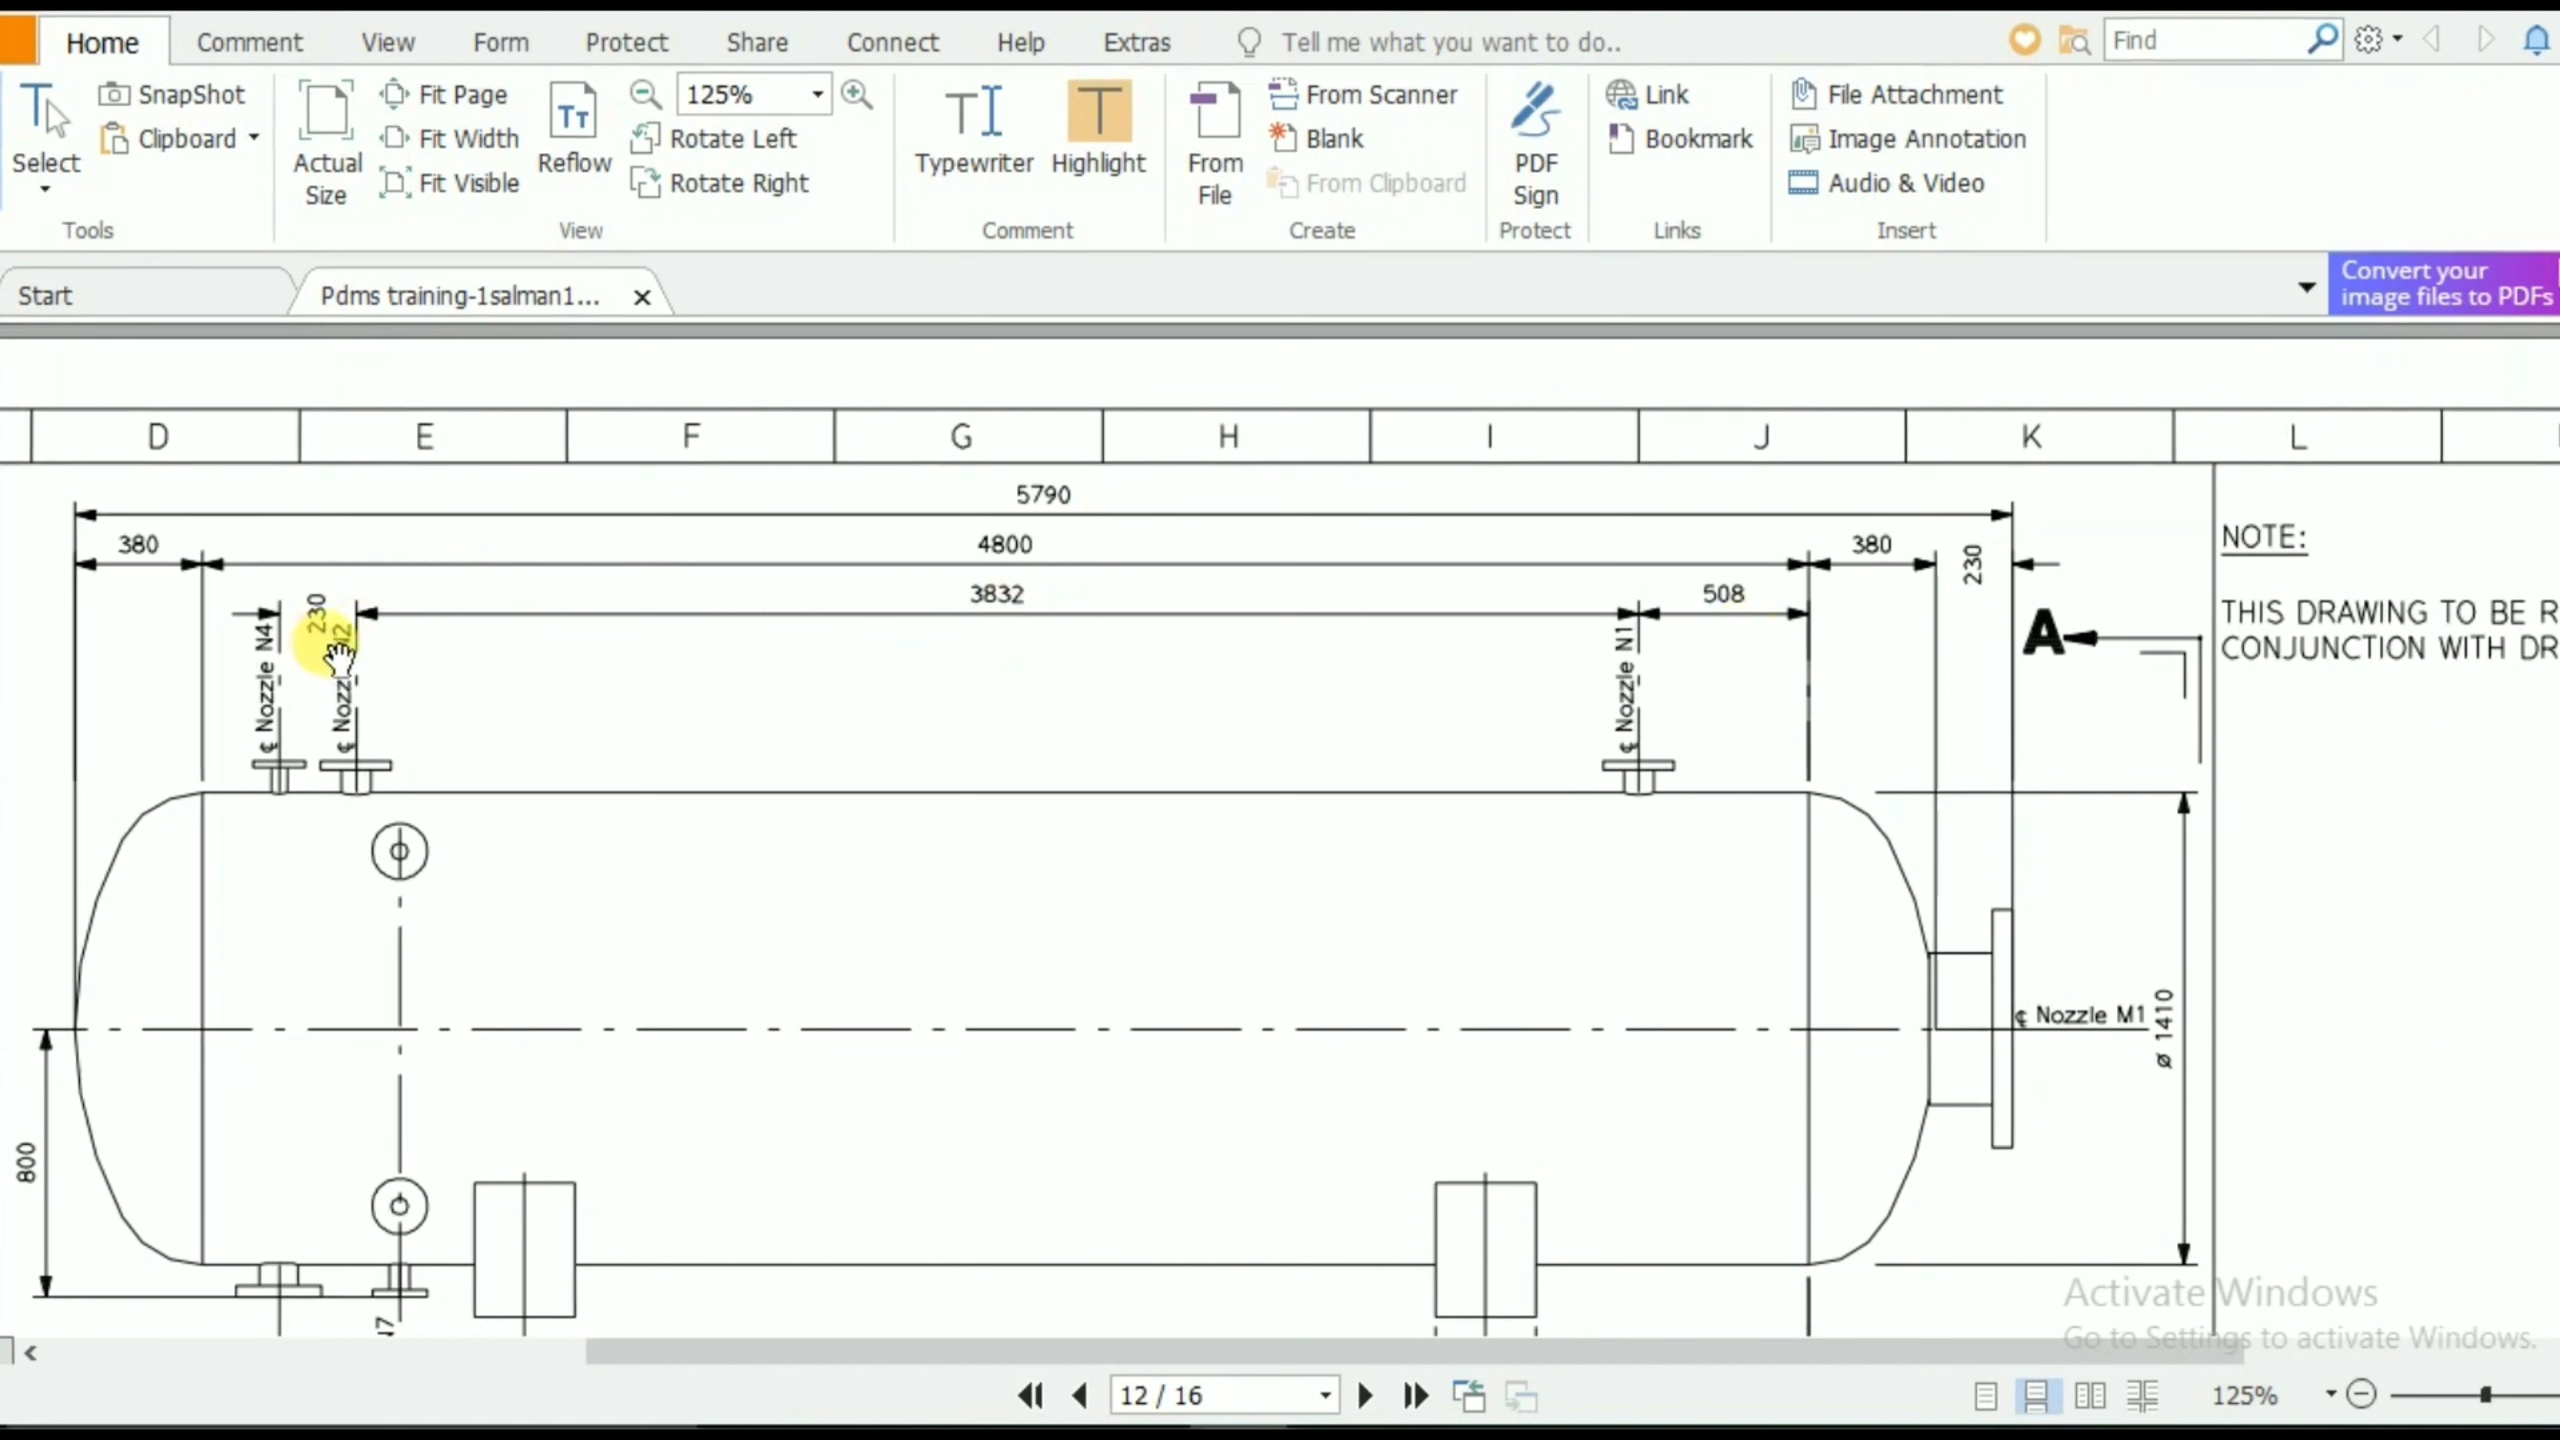 Home Comment View Form Protect Share Connect Help Extras Tell me what you want to do.. Find
Select
SnapShot
Clipboard
Tools
Actual
Size
Fit Page
Fit Width
Fit Visible
Reflow
125%
Rotate Left
Rotate Right
View
Typewriter
Highlight
Comment
From
File
From Scanner
Blank
From Clipboard
Create
PDF
Sign
Protect
Link
Bookmark
Links
File Attachment
Image Annotation
Audio & Video
Insert
Start
Pdms training-1salman1...
Convert your
image files to PDFs
D E F G H I J K L
5790
380 4800 380 230
230 3832 508
NOTE:
THIS DRAWING TO BE R
CONJUNCTION WITH DR
A
℄ Nozzle N4
℄ Nozzl N2
℄ Nozzle N1
℄ Nozzle M1
ø 1410
800
Activate Windows
Go to Settings to activate Windows.
12 / 16
125%